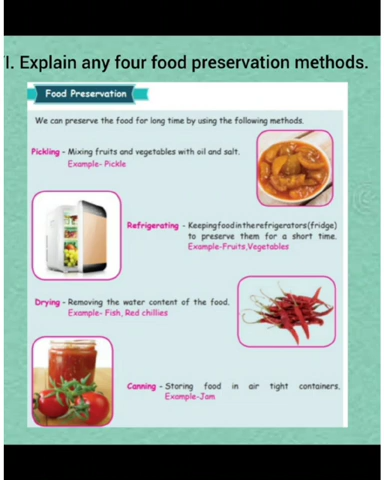 I. Explain any four food preservation methods.
Food Preservation
We can preserve the food for long time by using the following methods.
Pickling - Mixing fruits and vegetables with oil and salt.
Example- Pickle
Refrigerating - Keepingfoodintherefrigerators(fridge)
to preserve them for a short time.
Example-Fruits,Vegetables
Drying - Removing the water content of the food.
Example- Fish, Red chillies
Canning - Storing food in air tight containers.
Example-Jam